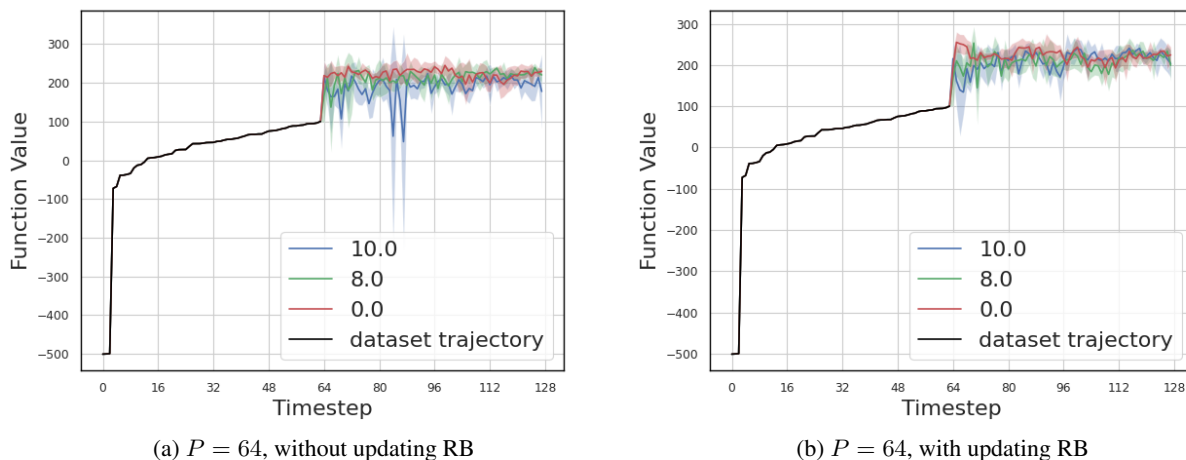 300
200
100
0
−100
−200
−300
−400
−500
Function Value
0 16 32 48 64 80 96 112 128
Timestep
10.0
8.0
0.0
dataset trajectory
(a) P = 64, without updating RB
300
200
100
0
−100
−200
−300
−400
−500
Function Value
0 16 32 48 64 80 96 112 128
Timestep
10.0
8.0
0.0
dataset trajectory
(b) P = 64, with updating RB